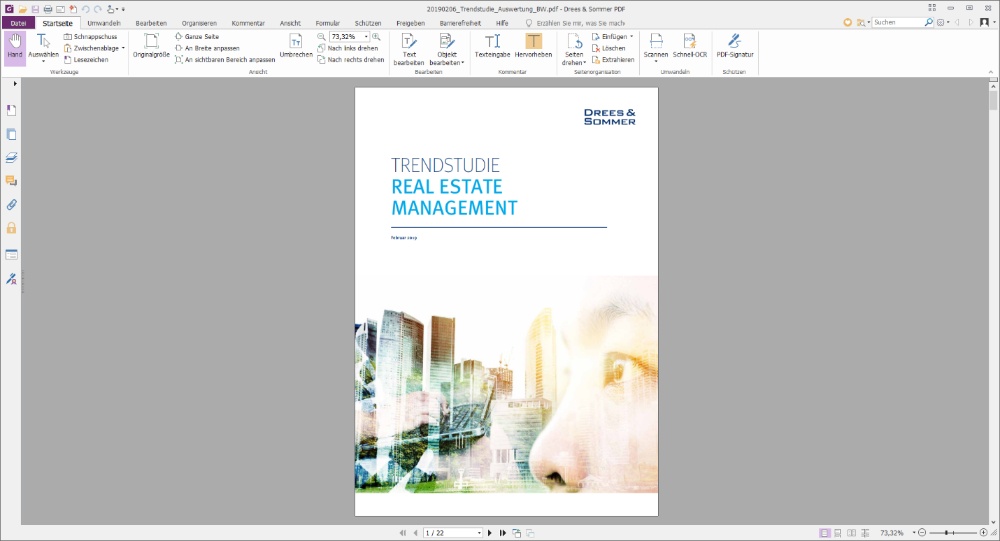 20190206_Trendstudie_Auswertung_BW.pdf - Drees & Sommer PDF
Datei Startseite Umwandeln Bearbeiten Organisieren Kommentar Ansicht Formular Schützen Freigeben Barrierefreiheit Hilfe Erzählen Sie mir, was Sie mache Suchen
Hand
Auswählen
Schnappschuss
Zwischenablage
Lesezeichen
Werkzeuge
Originalgröße
Ganze Seite
An Breite anpassen
An sichtbaren Bereich anpassen
Umbrechen
73,32%
Nach links drehen
Nach rechts drehen
Ansicht
Text bearbeiten
Objekt bearbeiten
Bearbeiten
Texteingabe
Hervorheben
Kommentar
Seiten drehen
Einfügen
Löschen
Extrahieren
Seitenorganisation
Scannen
OCR
Schnell-OCR
Umwandeln
PDF-Signatur
Schützen
DREES &
SOMMER
TRENDSTUDIE
REAL ESTATE
MANAGEMENT
Februar 2019
1 / 22
73,32%